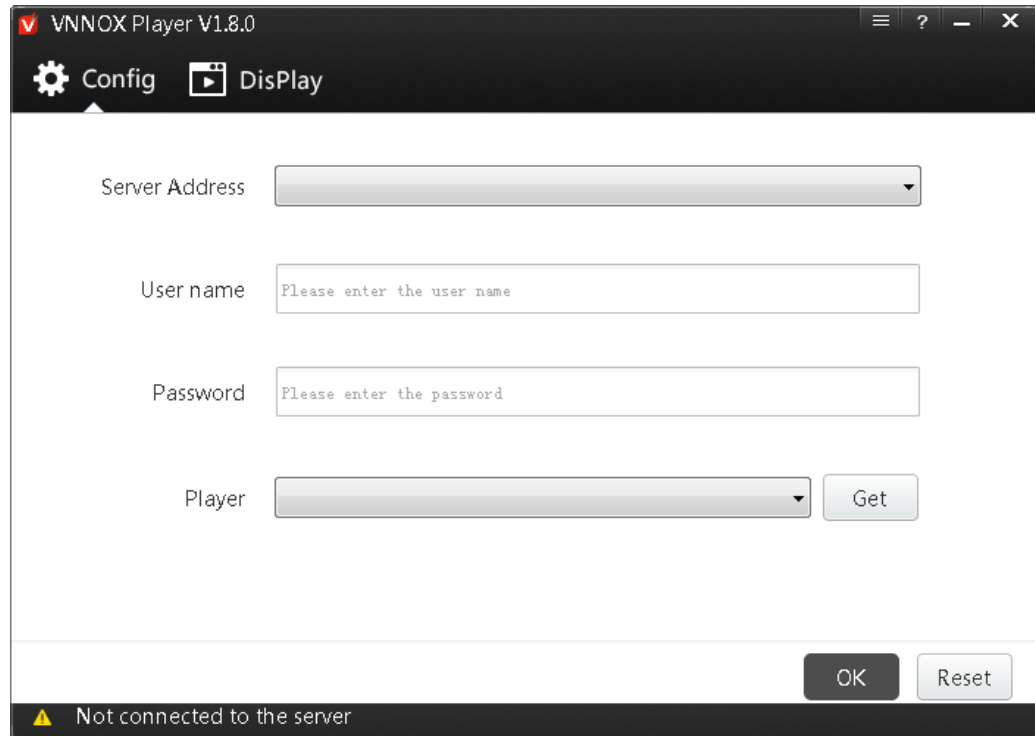 VNNOX Player V1.8.0
?
Config DisPlay
Server Address
User name Please enter the user name
Password Please enter the password
Player Get
OK Reset
Not connected to the server